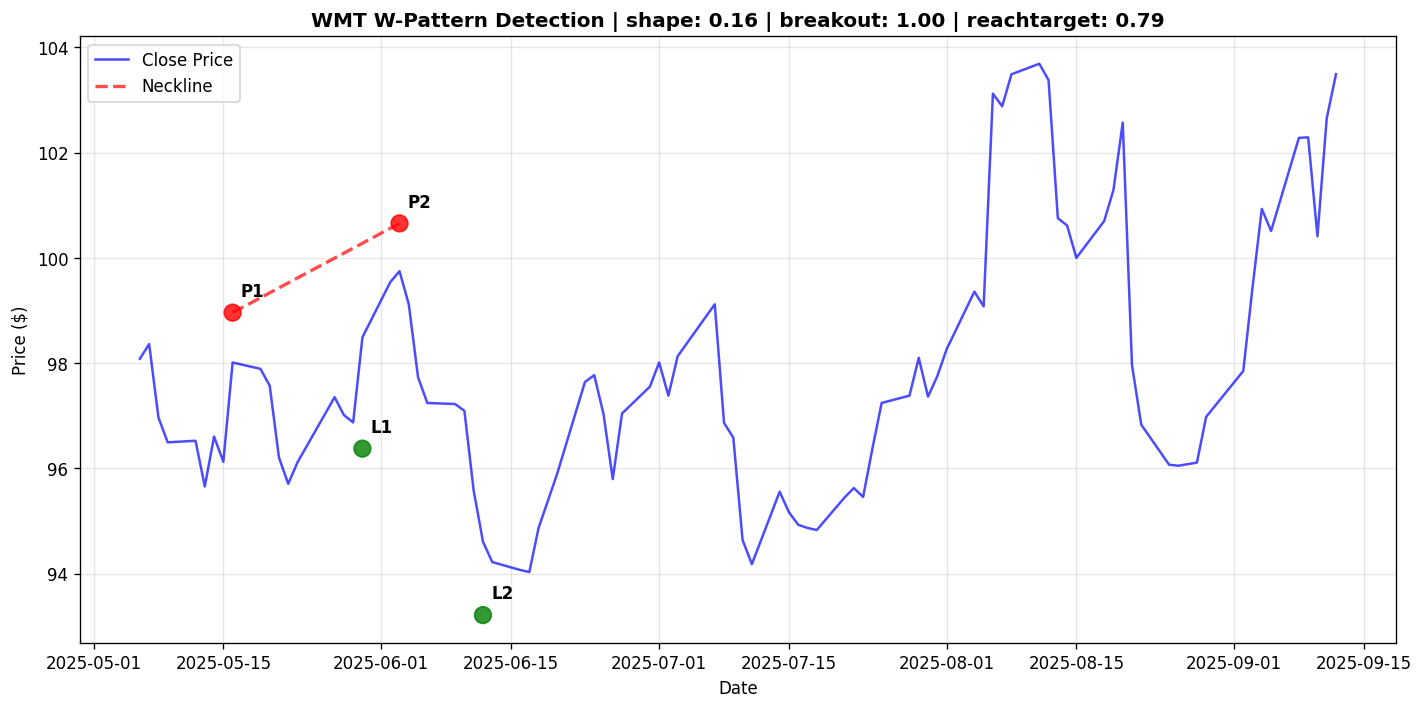 WMT W-Pattern Detection | shape: 0.16 | breakout: 1.00 | reachtarget: 0.79
Close Price
Neckline
104
102
100
98
96
94
Price ($)
P1
P2
L1
L2
2025-05-01 2025-05-15 2025-06-01 2025-06-15 2025-07-01 2025-07-15 2025-08-01 2025-08-15 2025-09-01 2025-09-15
Date